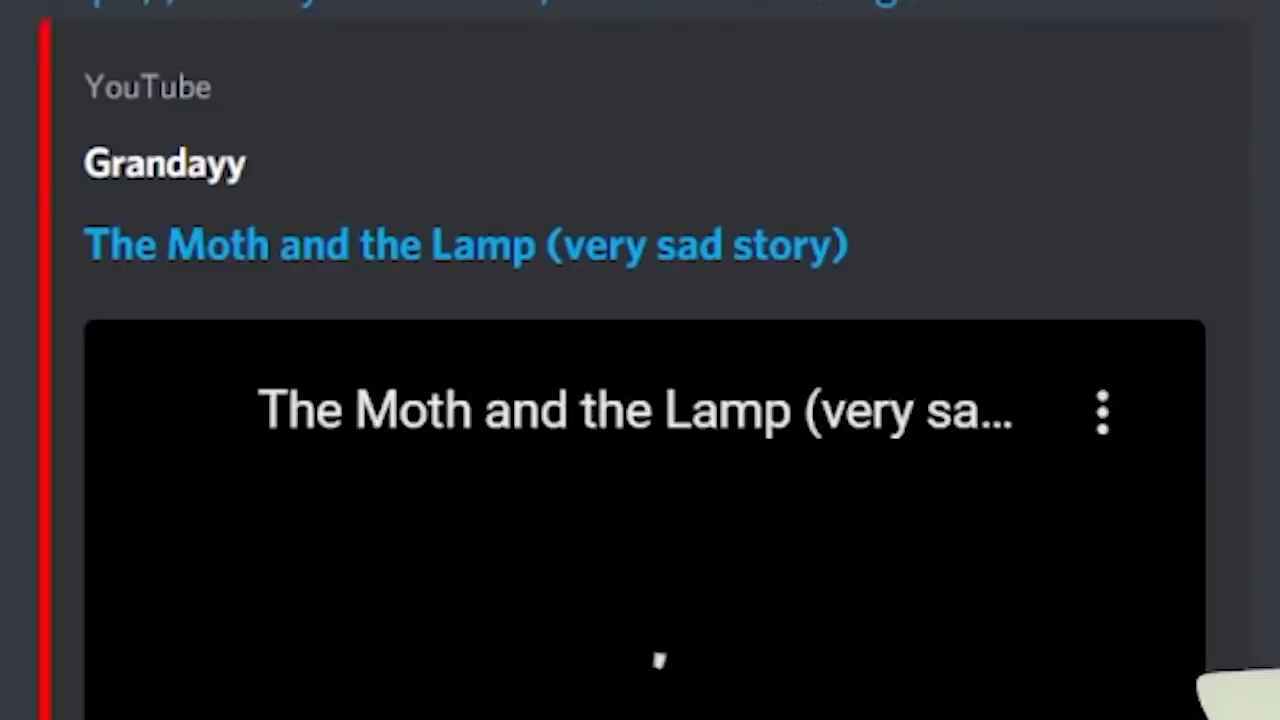 YouTube
Grandayy
The Moth and the Lamp (very sad story)
The Moth and the Lamp (very sa...